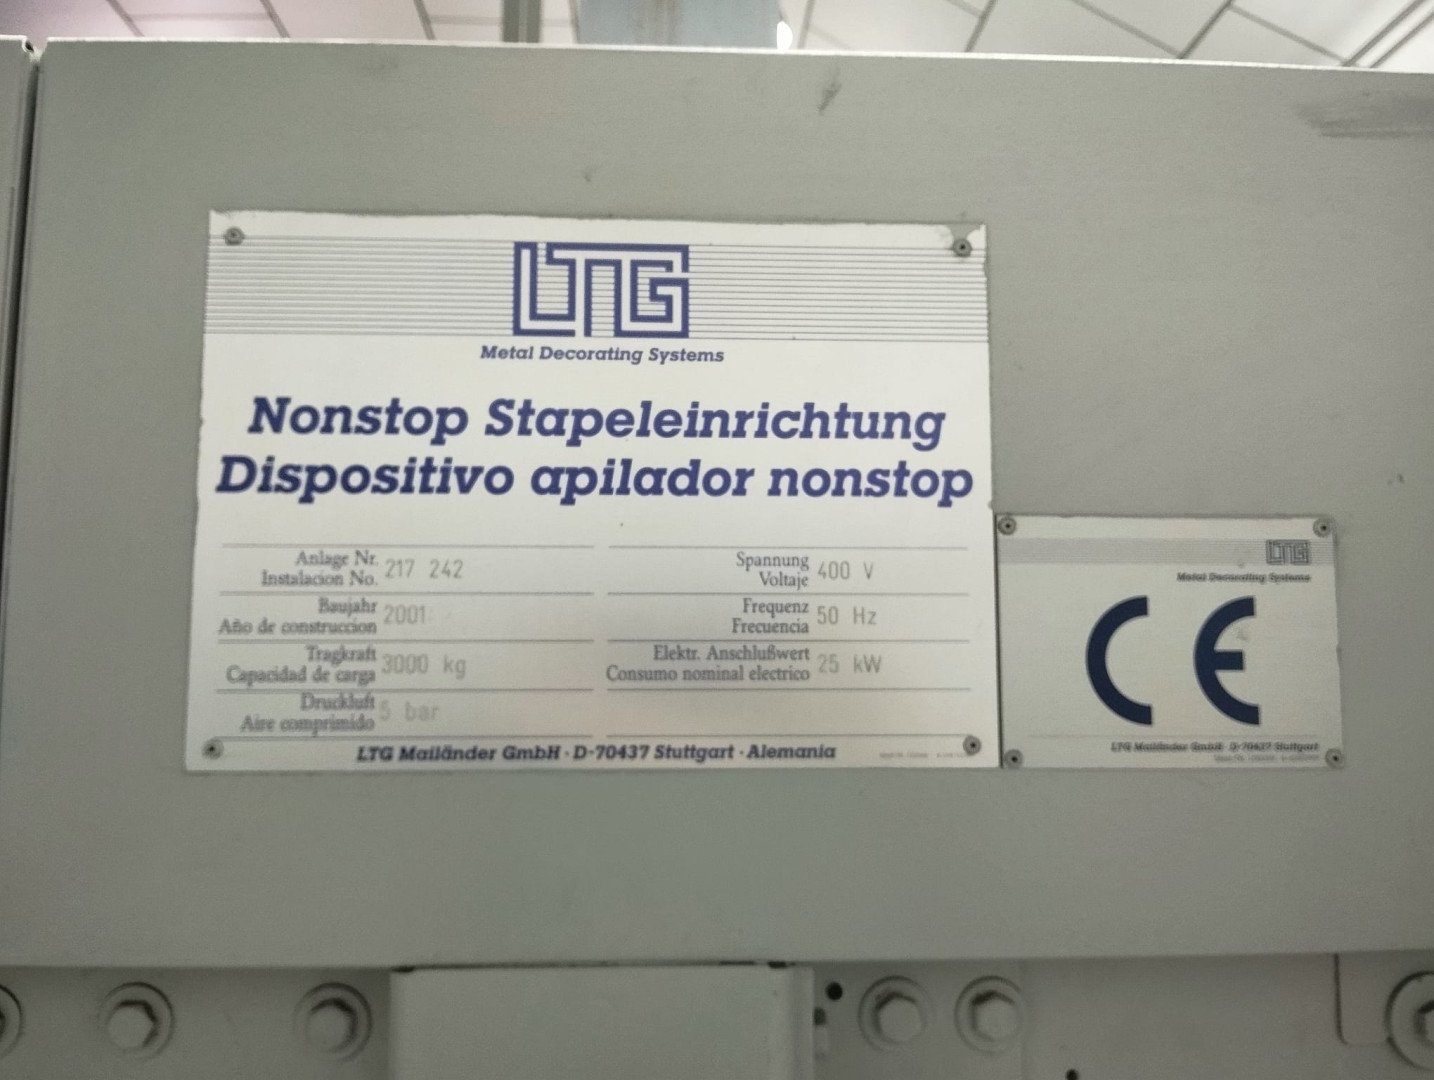 LTG
Metal Decorating Systems
Nonstop Stapeleinrichtung
Dispositivo apilador nonstop
Anlage Nr.
Instalacion No. 217 242
Baujahr
Año de construccion 2001
Tragkraft
Capacidad de carga 3000 kg
Druckluft
Aire comprimido 5 bar
Spannung
Voltaje 400 V
Frequenz
Frecuencia 50 Hz
Elektr. Anschlußwert
Consumo nominal electrico 25 kW
LTG Mailänder GmbH · D-70437 Stuttgart · Alemania
LTG
Metal Decorating Systems
CE
LTG Mailänder GmbH · D-70437 Stuttgart